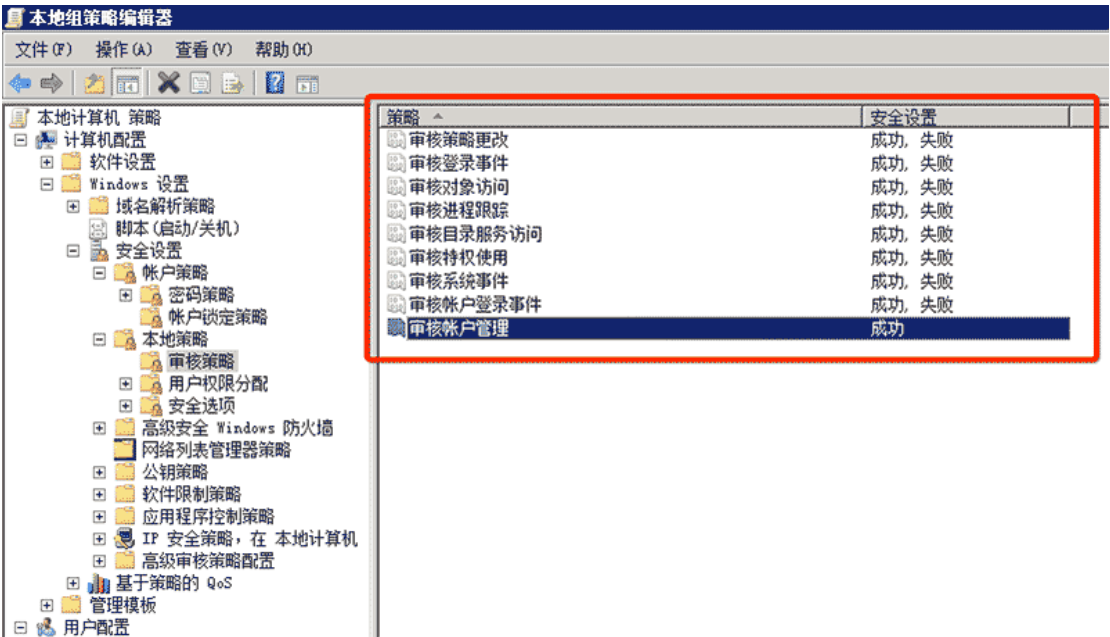 本地组策略编辑器
文件(F) 操作(A) 查看(V) 帮助(H)
本地计算机 策略
计算机配置
软件设置
Windows 设置
域名解析策略
脚本(启动/关机)
安全设置
帐户策略
密码策略
帐户锁定策略
本地策略
审核策略
用户权限分配
安全选项
高级安全 Windows 防火墙
网络列表管理器策略
公钥策略
软件限制策略
应用程序控制策略
IP 安全策略，在 本地计算机
高级审核策略配置
基于策略的 QoS
管理模板
用户配置
策略 安全设置
审核策略更改 成功, 失败
审核登录事件 成功, 失败
审核对象访问 成功, 失败
审核进程跟踪 成功, 失败
审核目录服务访问 成功, 失败
审核特权使用 成功, 失败
审核系统事件 成功, 失败
审核帐户登录事件 成功, 失败
审核帐户管理 成功